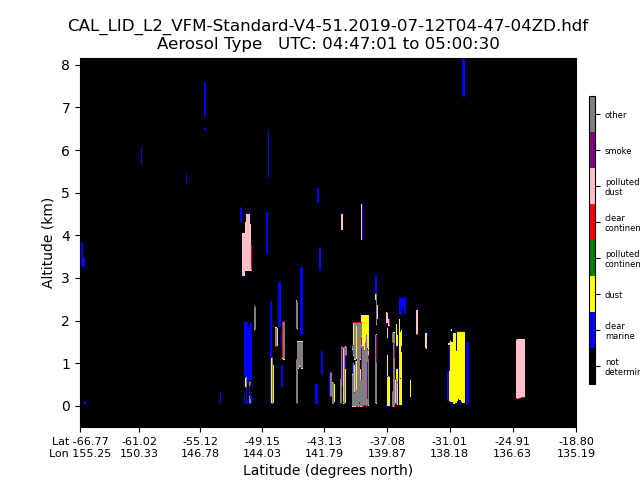 CAL_LID_L2_VFM-Standard-V4-51.2019-07-12T04-47-04ZD.hdf
Aerosol Type   UTC: 04:47:01 to 05:00:30
Altitude (km)
8
7
6
5
4
3
2
1
0
Lat -66.77 -61.02 -55.12 -49.15 -43.13 -37.08 -31.01 -24.91 -18.80
Lon 155.25 150.33 146.78 144.03 141.79 139.87 138.18 136.63 135.19
Latitude (degrees north)
other
smoke
polluted
dust
clear
continen
polluted
continen
dust
clear
marine
not
determin